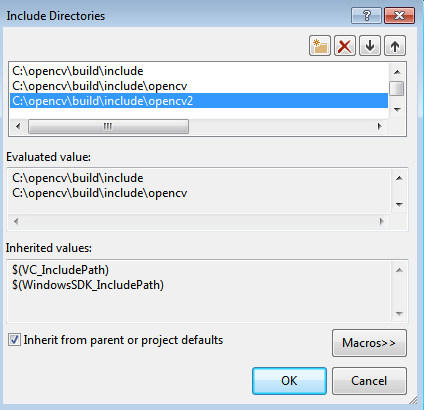 Include Directories
C:\opencv\build\include
C:\opencv\build\include\opencv
C:\opencv\build\include\opencv2
Evaluated value:
C:\opencv\build\include
C:\opencv\build\include\opencv
Inherited values:
$(VC_IncludePath)
$(WindowsSDK_IncludePath)
Inherit from parent or project defaults
Macros>>
OK
Cancel